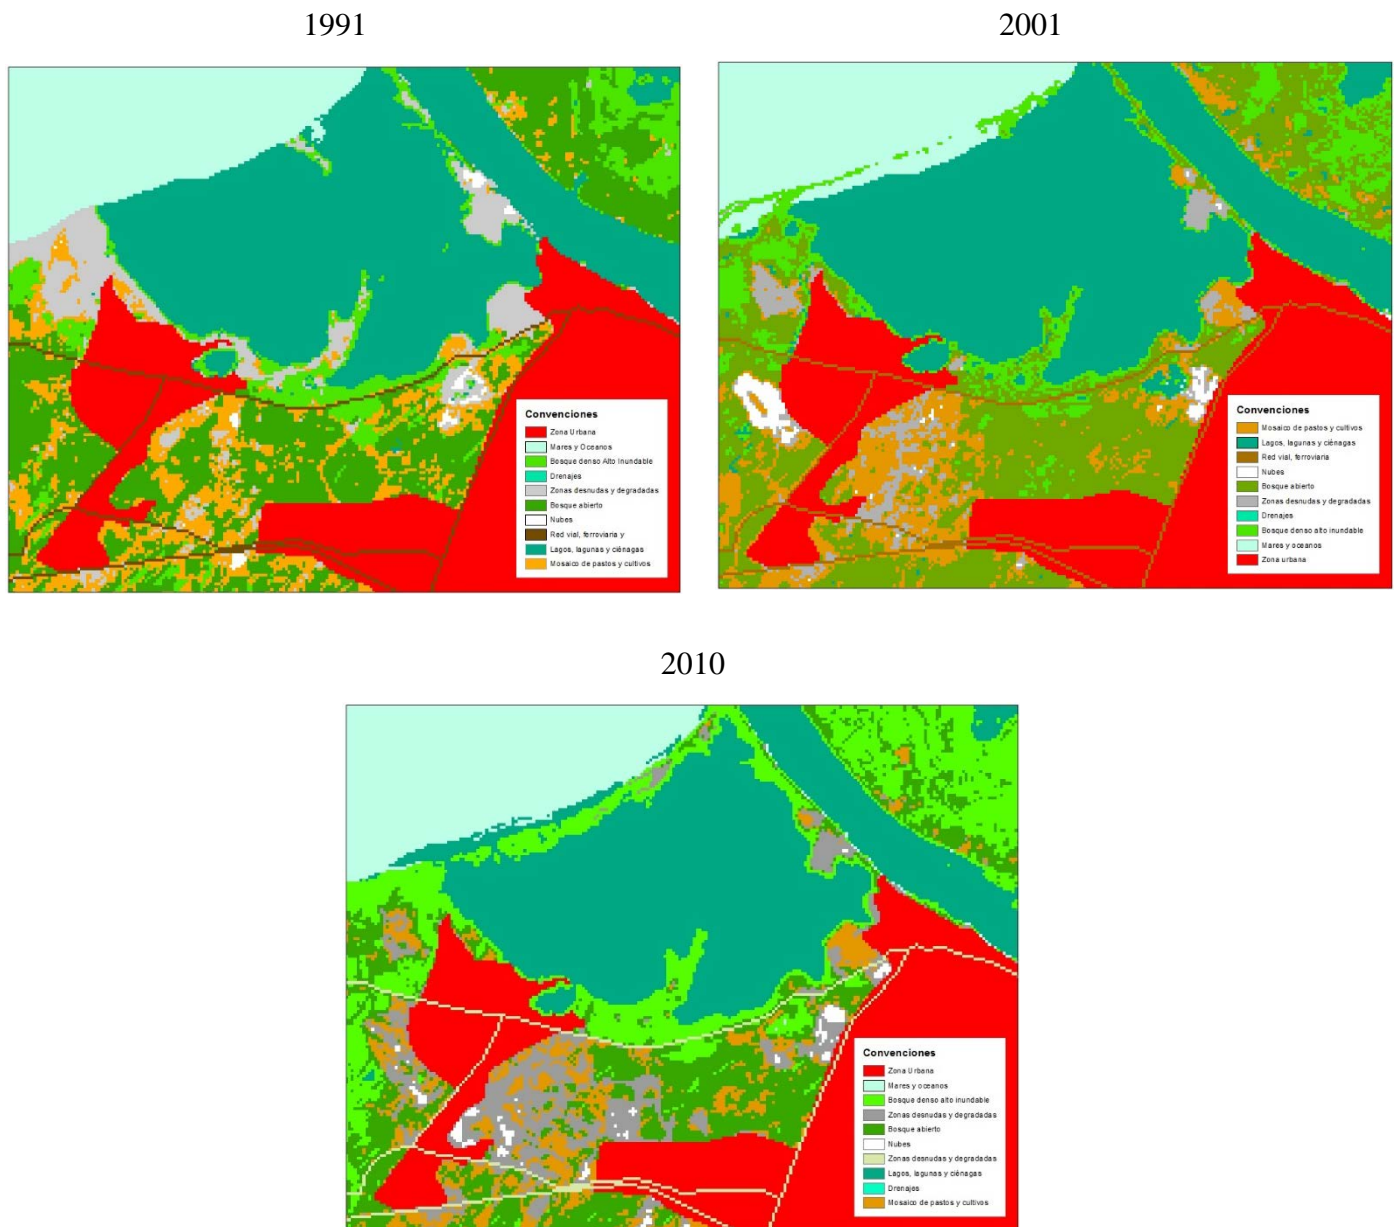 1991
2001
Convenciones
Zona Urbana
Mares y Oceanos
Bosque denso Alto Inundable
Drenajes
Zonas desnudas y degradadas
Bosque abierto
Nubes
Red vial, ferroviaria y
Lagos, lagunas y ciénagas
Mosaico de pastos y cultivos
Convenciones
Mosaico de pastos y cultivos
Lagos, lagunas y ciénagas
Red vial, ferroviaria
Nubes
Bosque abierto
Zonas desnudas y degradadas
Drenajes
Bosque denso alto inundable
Mares y oceanos
Zona urbana
2010
Convenciones
Zona Urbana
Mares y oceanos
Bosque denso alto inundable
Zonas desnudas y degradadas
Bosque abierto
Nubes
Zonas desnudas y degradadas
Lagos, lagunas y ciénagas
Drenajes
Mosaico de pastos y cultivos